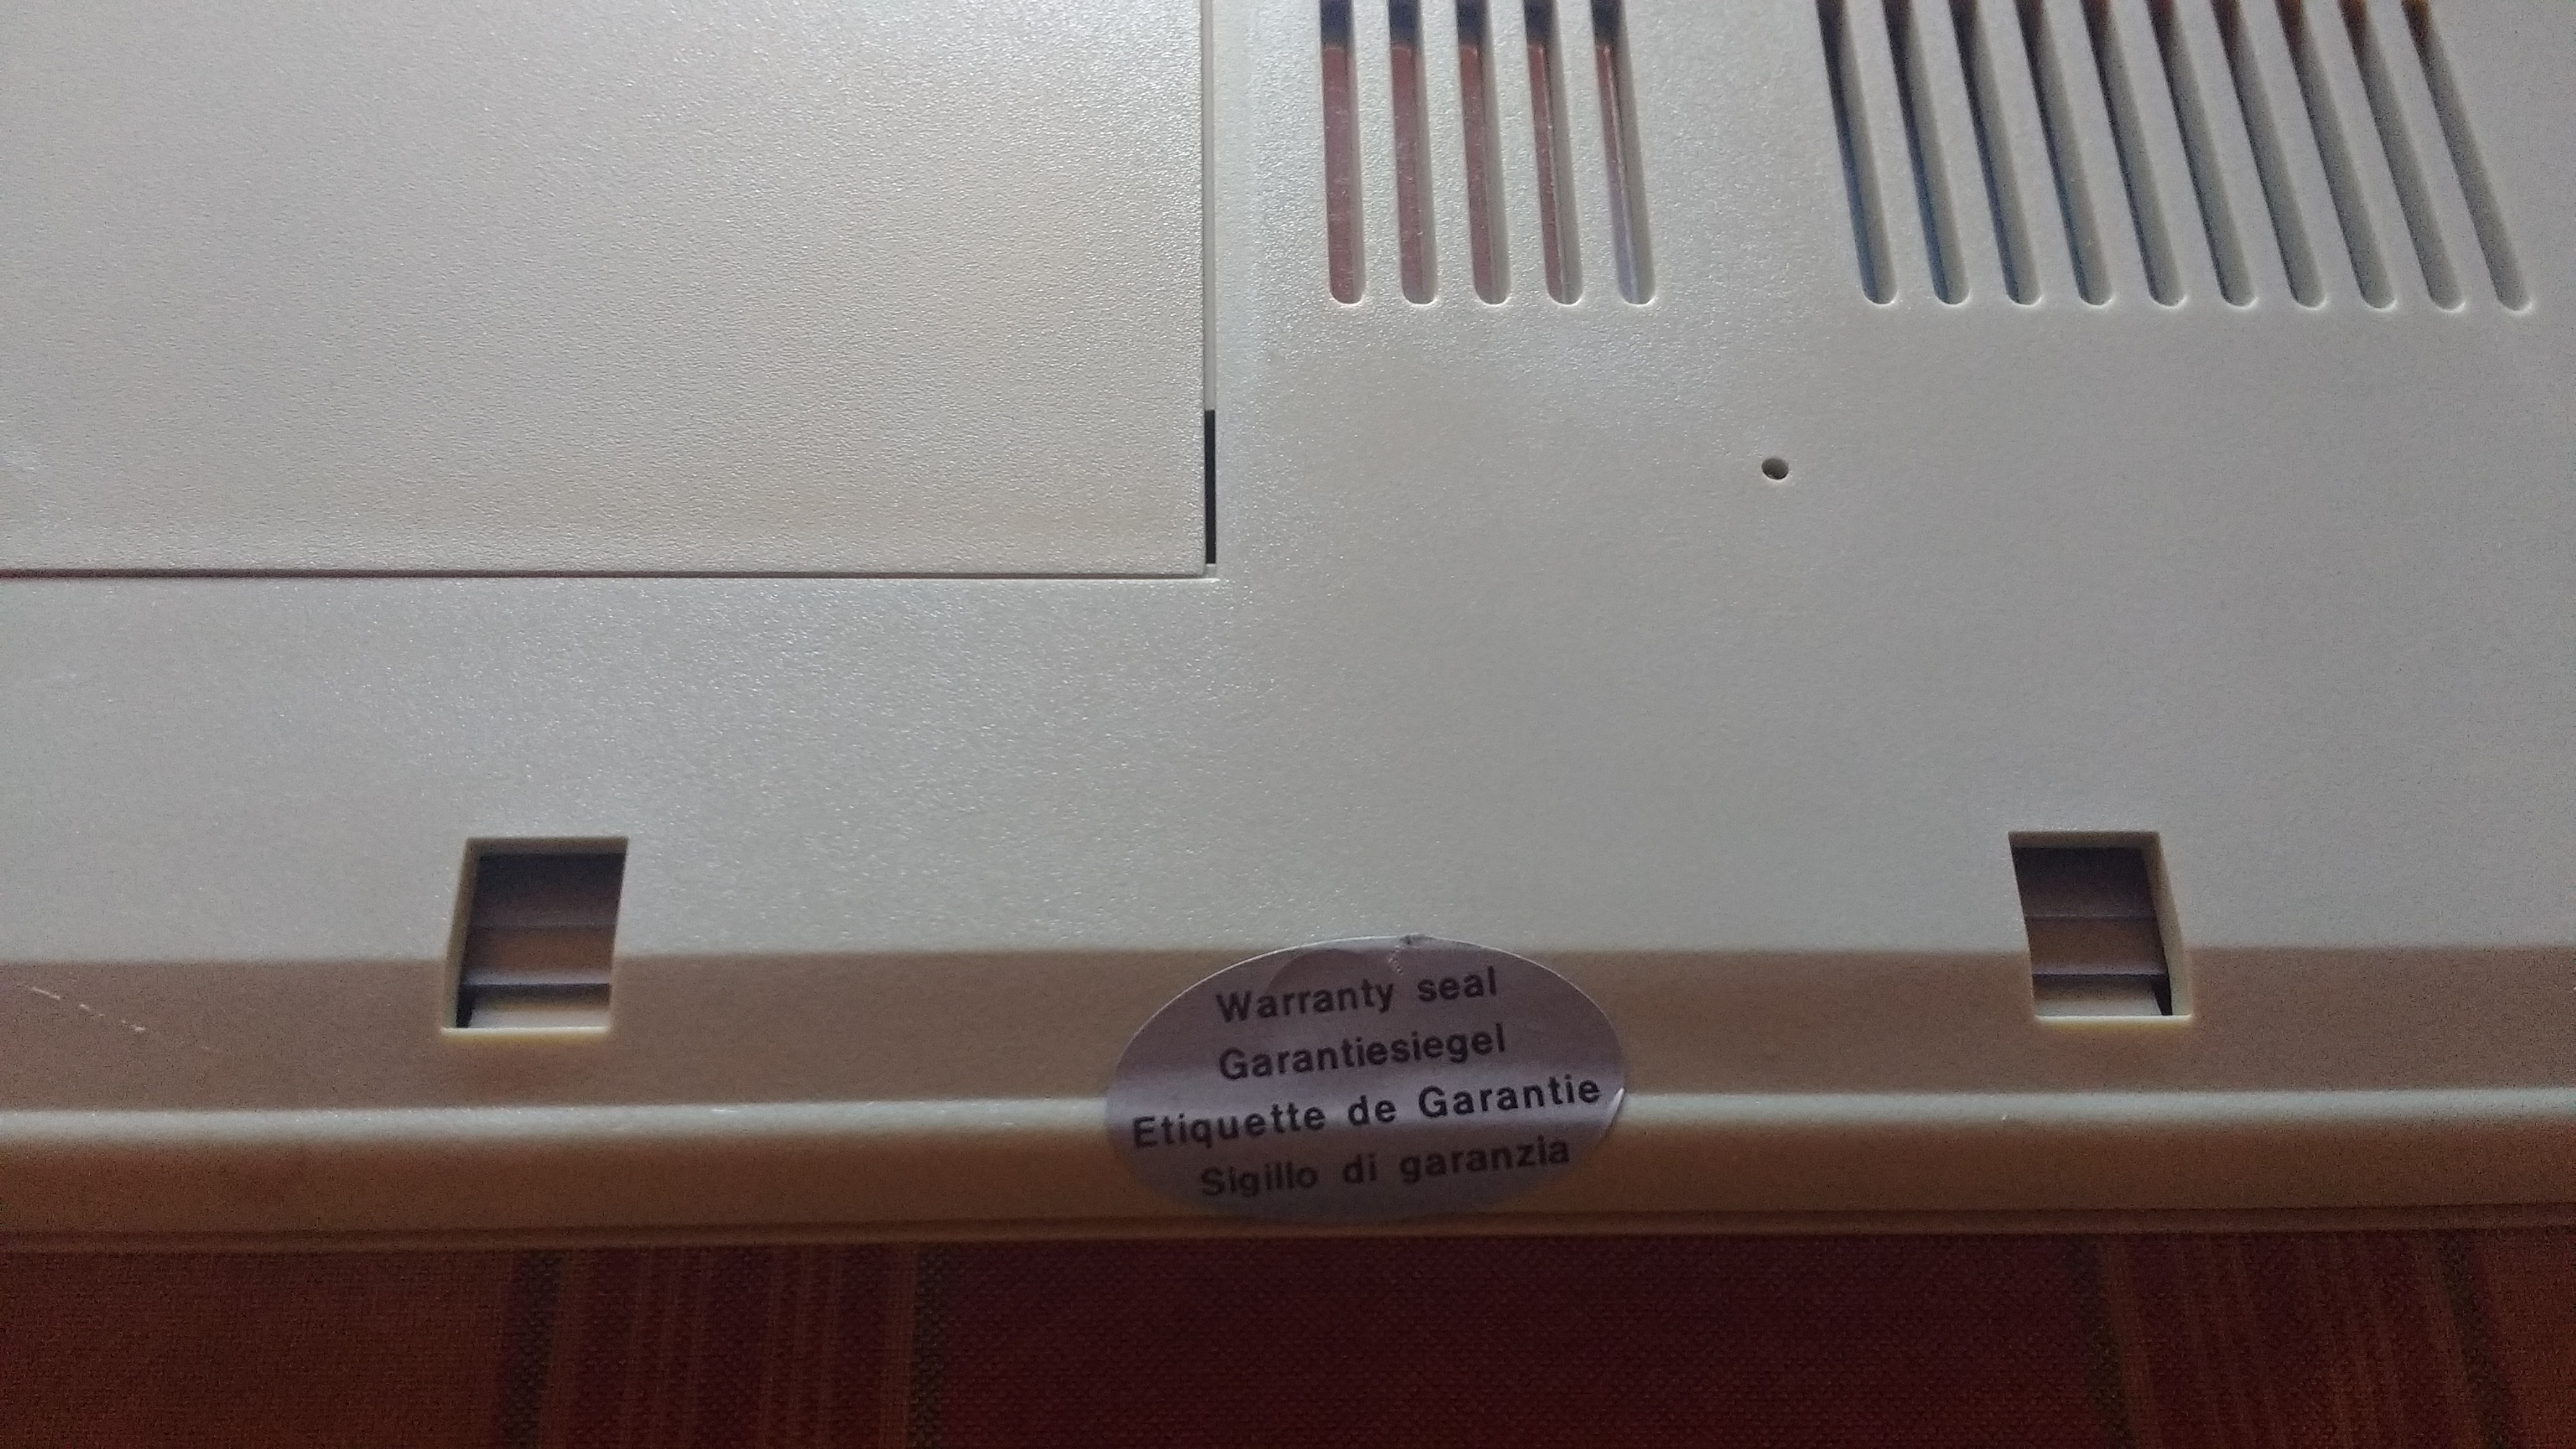 Warranty seal
Garantiesiegel
Etiquette de Garantie
Sigillo di garanzia